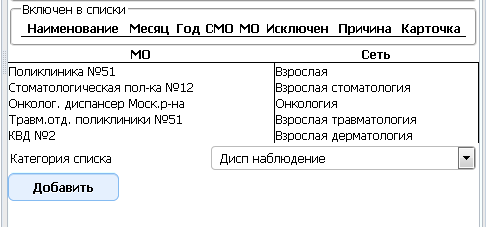 Включен в списки
Наименование Месяц Год СМО МО Исключен Причина Карточка
МО Сеть
Поликлиника №51 Взрослая
Стоматологическая пол-ка №12 Взрослая стоматология
Онколог. диспансер Моск.р-на Онкология
Травм.отд. поликлиники №51 Взрослая травматология
КВД №2 Взрослая дерматология
Категория списка Дисп наблюдение
Добавить